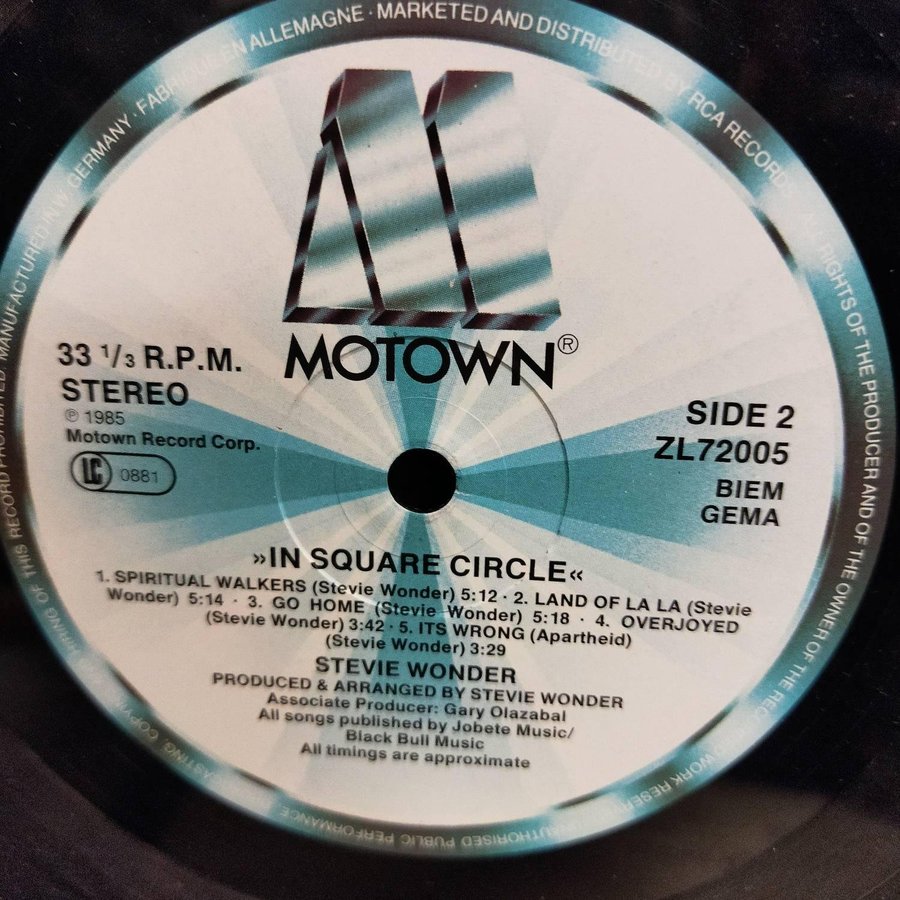 MANUFACTURED IN W. GERMANY · FABRIQUÉ EN ALLEMAGNE · MARKETED AND DISTRIBUTED BY RCA RECORDS · ALL RIGHTS OF THE PRODUCER AND OF THE OWNER OF THE
WORK RESERVED
UNAUTHORISED PUBLIC PERFORMANCE
OF THIS RECORD PROHIBITED.
MOTOWN®
33 1/3 R.P.M.
STEREO
℗ 1985
Motown Record Corp.
LC 0881
SIDE 2
ZL72005
BIEM
GEMA
»IN SQUARE CIRCLE«
1. SPIRITUAL WALKERS (Stevie Wonder) 5:12 · 2. LAND OF LA LA (Stevie
Wonder) 5:14 · 3. GO HOME (Stevie Wonder) 5:18 · 4. OVERJOYED
(Stevie Wonder) 3:42 · 5. ITS WRONG (Apartheid)
(Stevie Wonder) 3:29
STEVIE WONDER
PRODUCED & ARRANGED BY STEVIE WONDER
Associate Producer: Gary Olazabal
All songs published by Jobete Music/
Black Bull Music
All timings are approximate